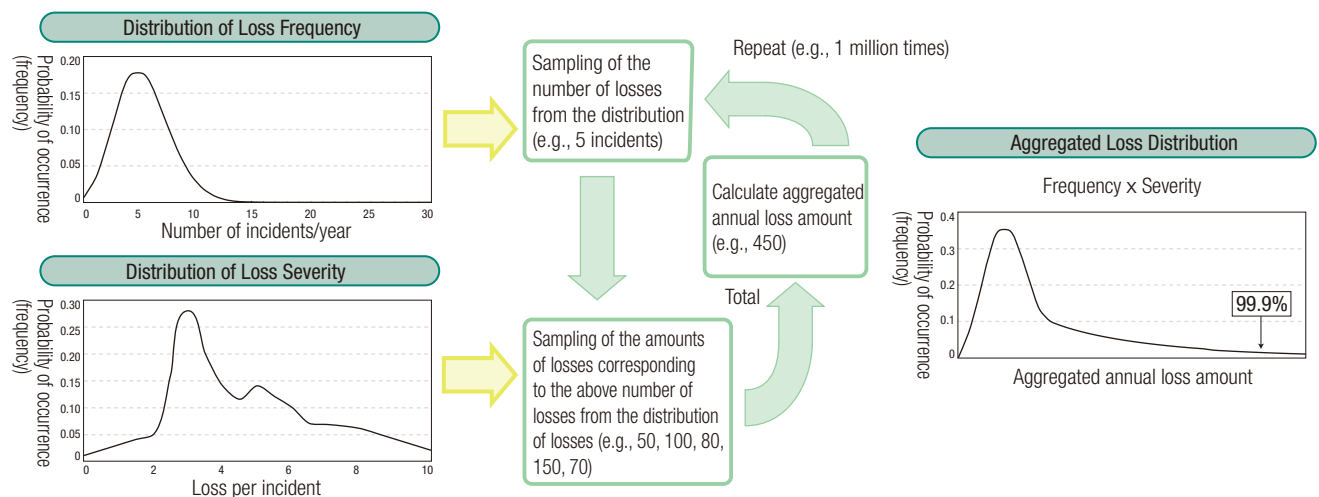 Distribution of Loss Frequency
Probability of occurrence
(frequency)
0.20
0.15
0.10
0.05
0
0 5 10 15 20 25 30
Number of incidents/year
Distribution of Loss Severity
Probability of occurrence
(frequency)
0.30
0.25
0.20
0.15
0.10
0.05
0
0 2 4 6 8 10
Loss per incident
Sampling of the
number of losses
from the distribution
(e.g., 5 incidents)
Sampling of the amounts
of losses corresponding
to the above number of
losses from the distribution
of losses (e.g., 50, 100, 80,
150, 70)
Total
Calculate aggregated
annual loss amount
(e.g., 450)
Repeat (e.g., 1 million times)
Aggregated Loss Distribution
Frequency x Severity
Probability of occurrence
(frequency)
0.4
0.3
0.2
0.1
0
99.9%
Aggregated annual loss amount